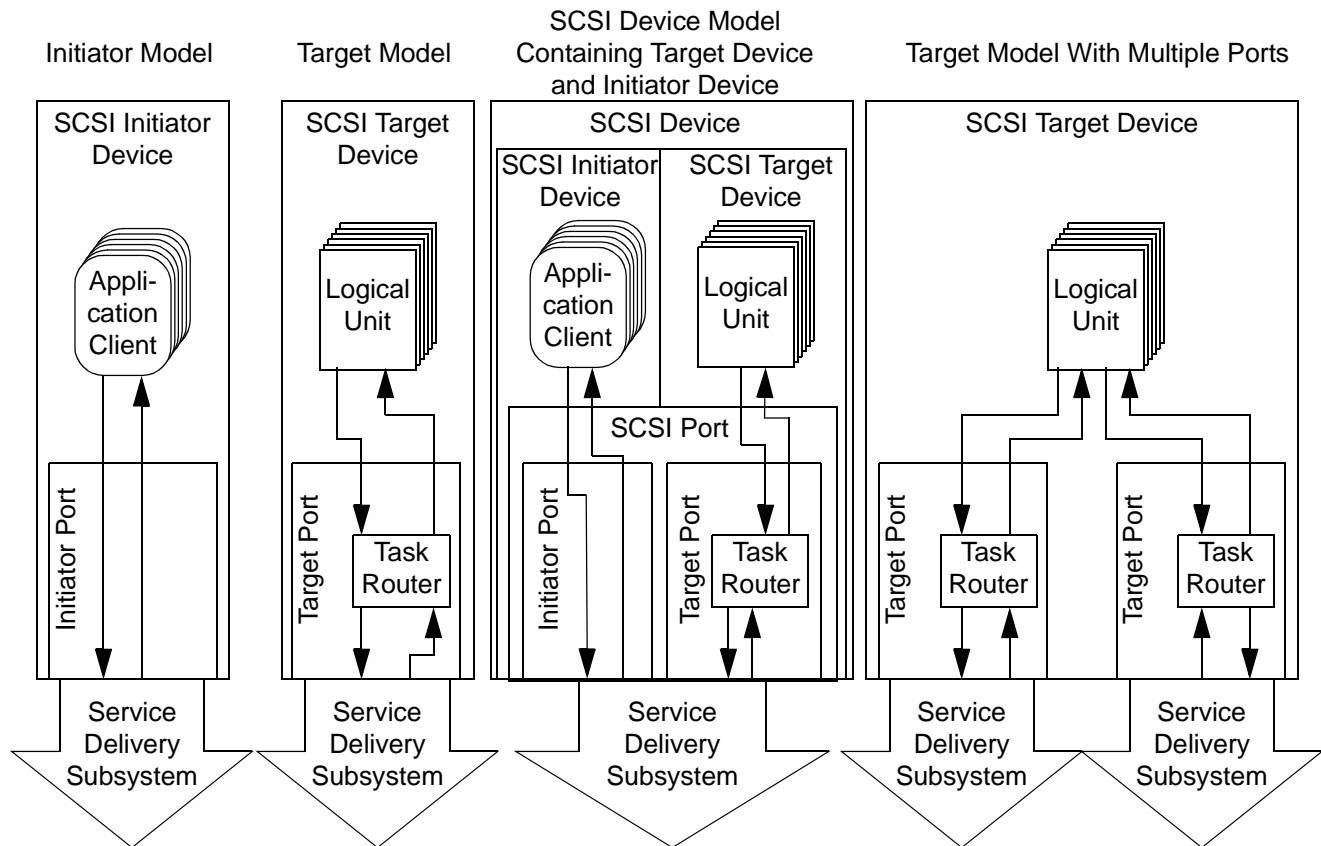 Initiator Model
SCSI Initiator
Device
Appli-
cation
Client
Initiator Port
Service
Delivery
Subsystem
Target Model
SCSI Target
Device
Logical
Unit
Target Port
Task
Router
Service
Delivery
Subsystem
SCSI Device Model
Containing Target Device
and Initiator Device
SCSI Device
SCSI Initiator
Device
Appli-
cation
Client
SCSI Target
Device
Logical
Unit
SCSI Port
Initiator Port
Target Port
Task
Router
Service
Delivery
Subsystem
Target Model With Multiple Ports
SCSI Target Device
Logical
Unit
Target Port
Task
Router
Target Port
Task
Router
Service
Delivery
Subsystem
Service
Delivery
Subsystem